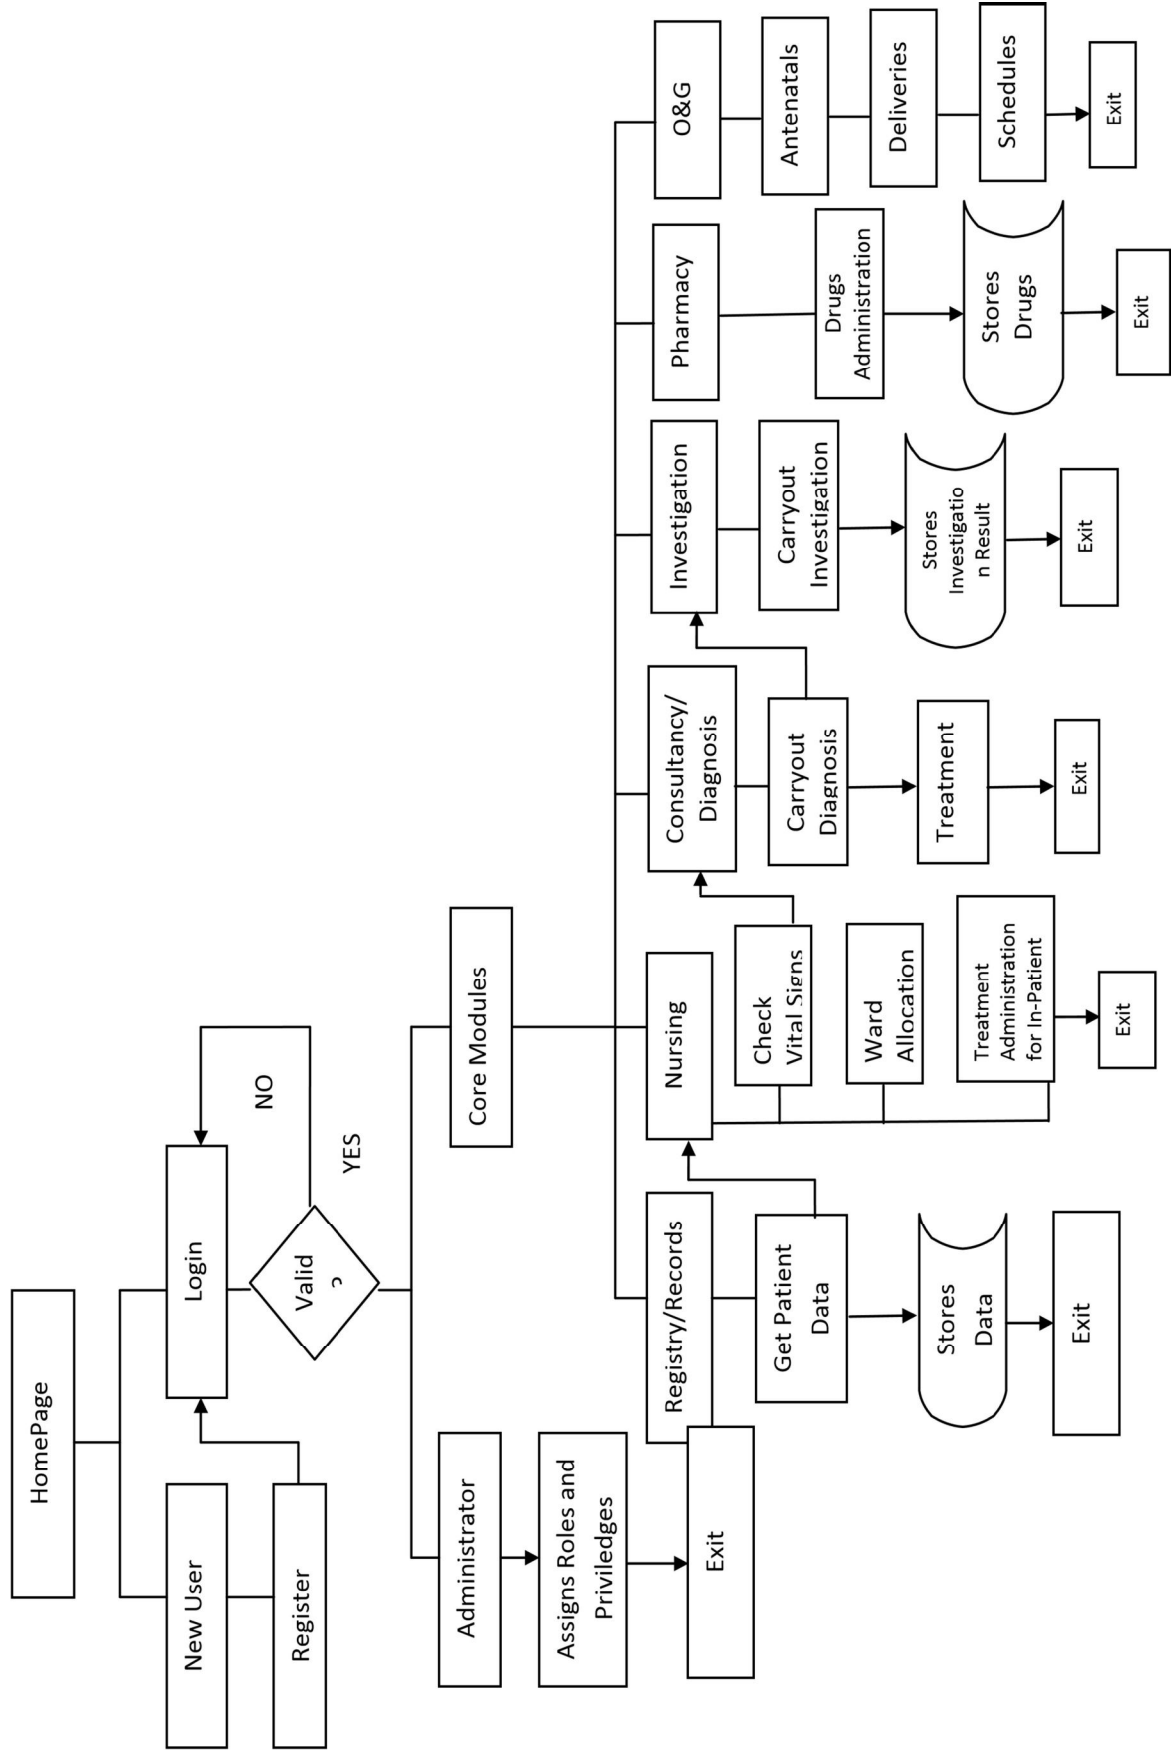 HomePage
New User
Login
Register
Valid
?
NO
YES
Administrator
Core Modules
Assigns Roles and
Priviledges
Exit
Registry/Records
Nursing
Consultancy/
Diagnosis
Investigation
Pharmacy
O&G
Get Patient
Data
Check
Vital Signs
Carryout
Diagnosis
Carryout
Investigation
Drugs
Administration
Antenatals
Ward
Allocation
Deliveries
Stores
Data
Treatment
Administration
for In-Patient
Treatment
Stores
Investigatio
n Result
Stores
Drugs
Schedules
Exit
Exit
Exit
Exit
Exit
Exit